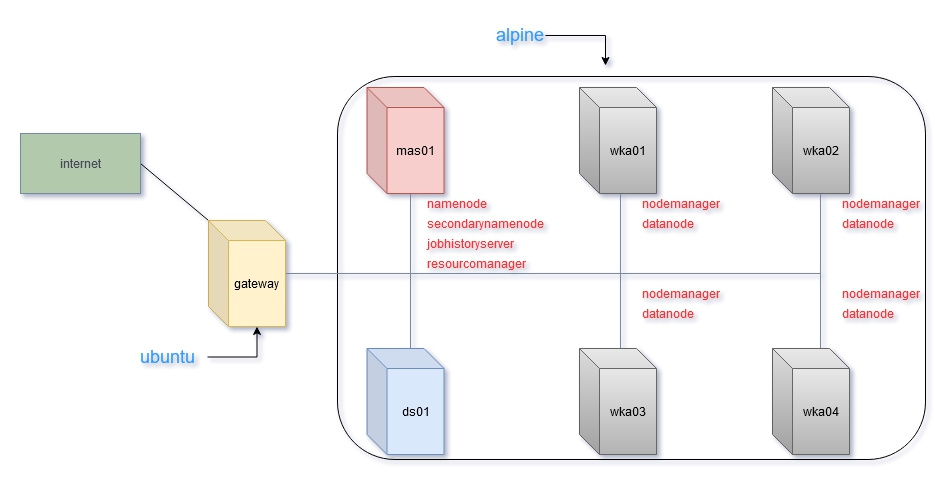 alpine
mas01
wka01
wka02
internet
namenode
secondarynamenode
jobhistoryserver
resourcomanager
nodemanager
datanode
nodemanager
datanode
gateway
nodemanager
datanode
nodemanager
datanode
ubuntu
ds01
wka03
wka04